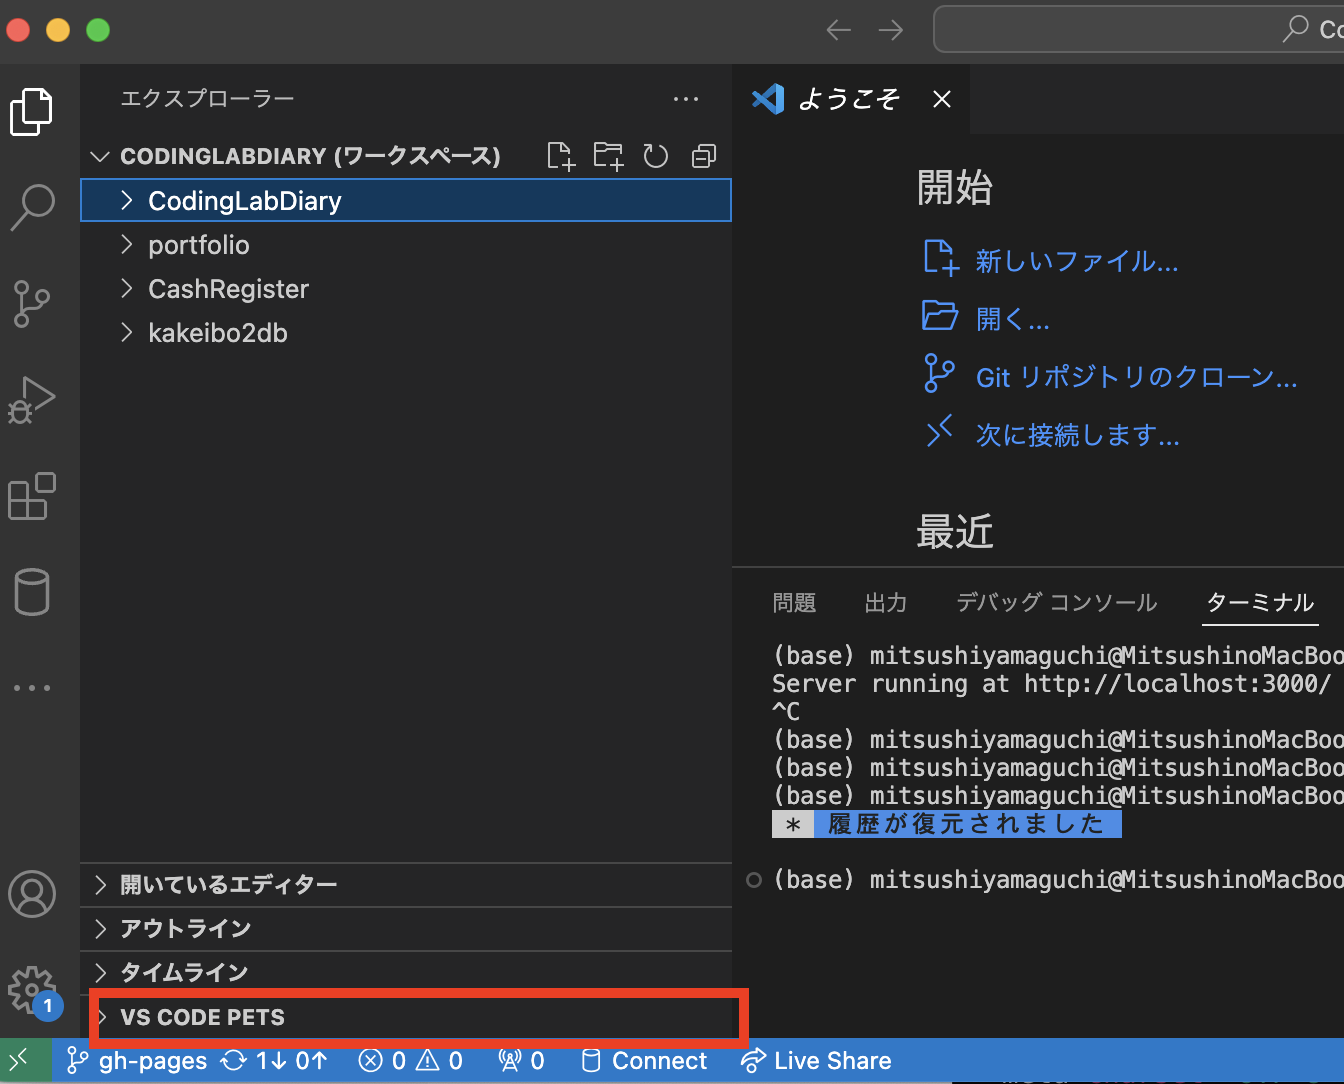 Co
エクスプローラー
ようこそ
CODINGLABDIARY (ワークスペース)
CodingLabDiary
portfolio
CashRegister
kakeibo2db
開始
新しいファイル...
開く...
Git リポジトリのクローン...
次に接続します...
最近
問題 出力 デバッグ コンソール ターミナル
(base) mitsushiyamaguchi@MitsushinoMacBoo
Server running at http://localhost:3000/
^C
(base) mitsushiyamaguchi@MitsushinoMacBoo
(base) mitsushiyamaguchi@MitsushinoMacBoo
(base) mitsushiyamaguchi@MitsushinoMacBoo
* 履歴が復元されました
(base) mitsushiyamaguchi@MitsushinoMacBoo
開いているエディター
アウトライン
タイムライン
VS CODE PETS
1
gh-pages 1↓ 0↑ 0 0 0 Connect Live Share